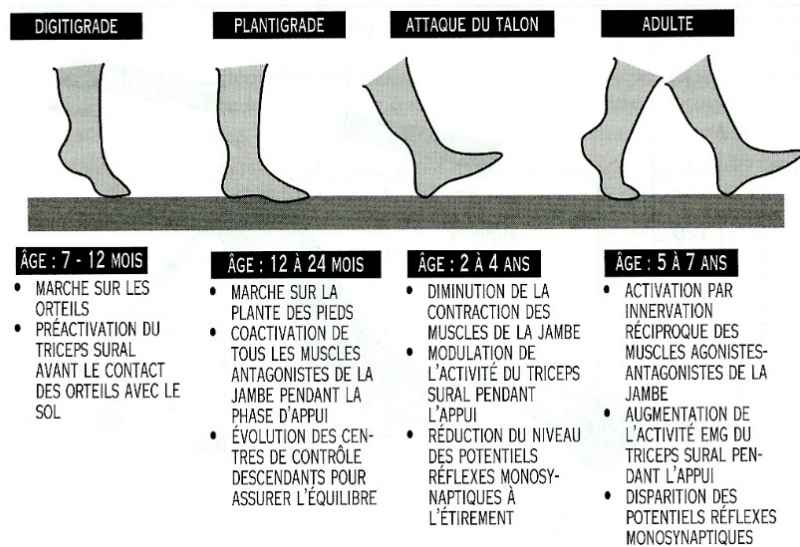 DIGITIGRADE
PLANTIGRADE
ATTAQUE DU TALON
ADULTE
ÂGE : 7 - 12 MOIS
• MARCHE SUR LES
ORTEILS
• PRÉACTIVATION DU
TRICEPS SURAL
AVANT LE CONTACT
DES ORTEILS AVEC LE
SOL
ÂGE : 12 À 24 MOIS
• MARCHE SUR LA
PLANTE DES PIEDS
• COACTIVATION DE
TOUS LES MUSCLES
ANTAGONISTES DE LA
JAMBE PENDANT LA
PHASE D'APPUI
• ÉVOLUTION DES CEN-
TRES DE CONTRÔLE
DESCENDANTS POUR
ASSURER L'ÉQUILIBRE
ÂGE : 2 À 4 ANS
• DIMINUTION DE LA
CONTRACTION DES
MUSCLES DE LA JAMBE
• MODULATION DE
L'ACTIVITÉ DU TRICEPS
SURAL PENDANT
L'APPUI
• RÉDUCTION DU NIVEAU
DES POTENTIELS
RÉFLEXES MONOSY-
NAPTIQUES À
L'ÉTIREMENT
ÂGE : 5 À 7 ANS
• ACTIVATION PAR
INNERVATION
RÉCIPROQUE DES
MUSCLES AGONISTES-
ANTAGONISTES DE LA
JAMBE
• AUGMENTATION DE
L'ACTIVITÉ EMG DU
TRICEPS SURAL PEN-
DANT L'APPUI
• DISPARITION DES
POTENTIELS RÉFLEXES
MONOSYNAPTIQUES